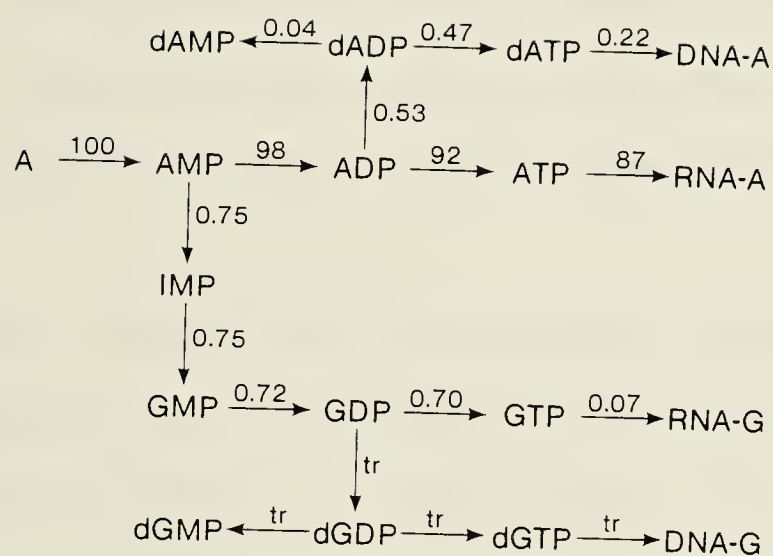 dAMP 0.04 dADP 0.47 dATP 0.22 DNA-A
0.53
A 100 AMP 98 ADP 92 ATP 87 RNA-A
0.75
IMP
0.75
GMP 0.72 GDP 0.70 GTP 0.07 RNA-G
tr
dGMP tr dGDP tr dGTP tr DNA-G